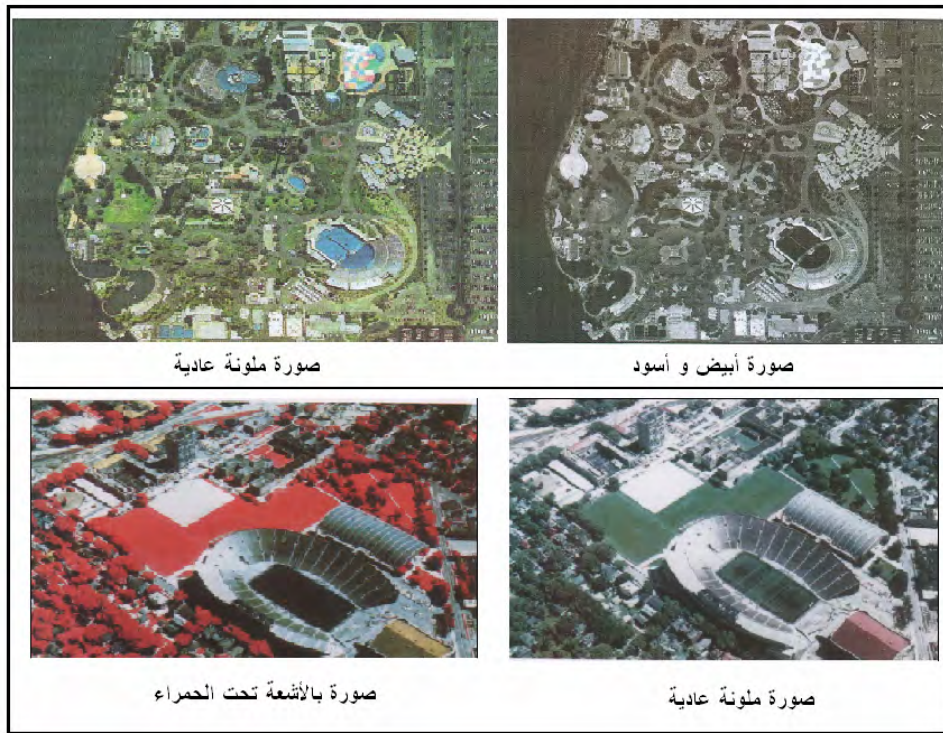 صورة أبيض و أسود
صورة ملونة عادية
صورة ملونة عادية
صورة بالأشعة تحت الحمراء